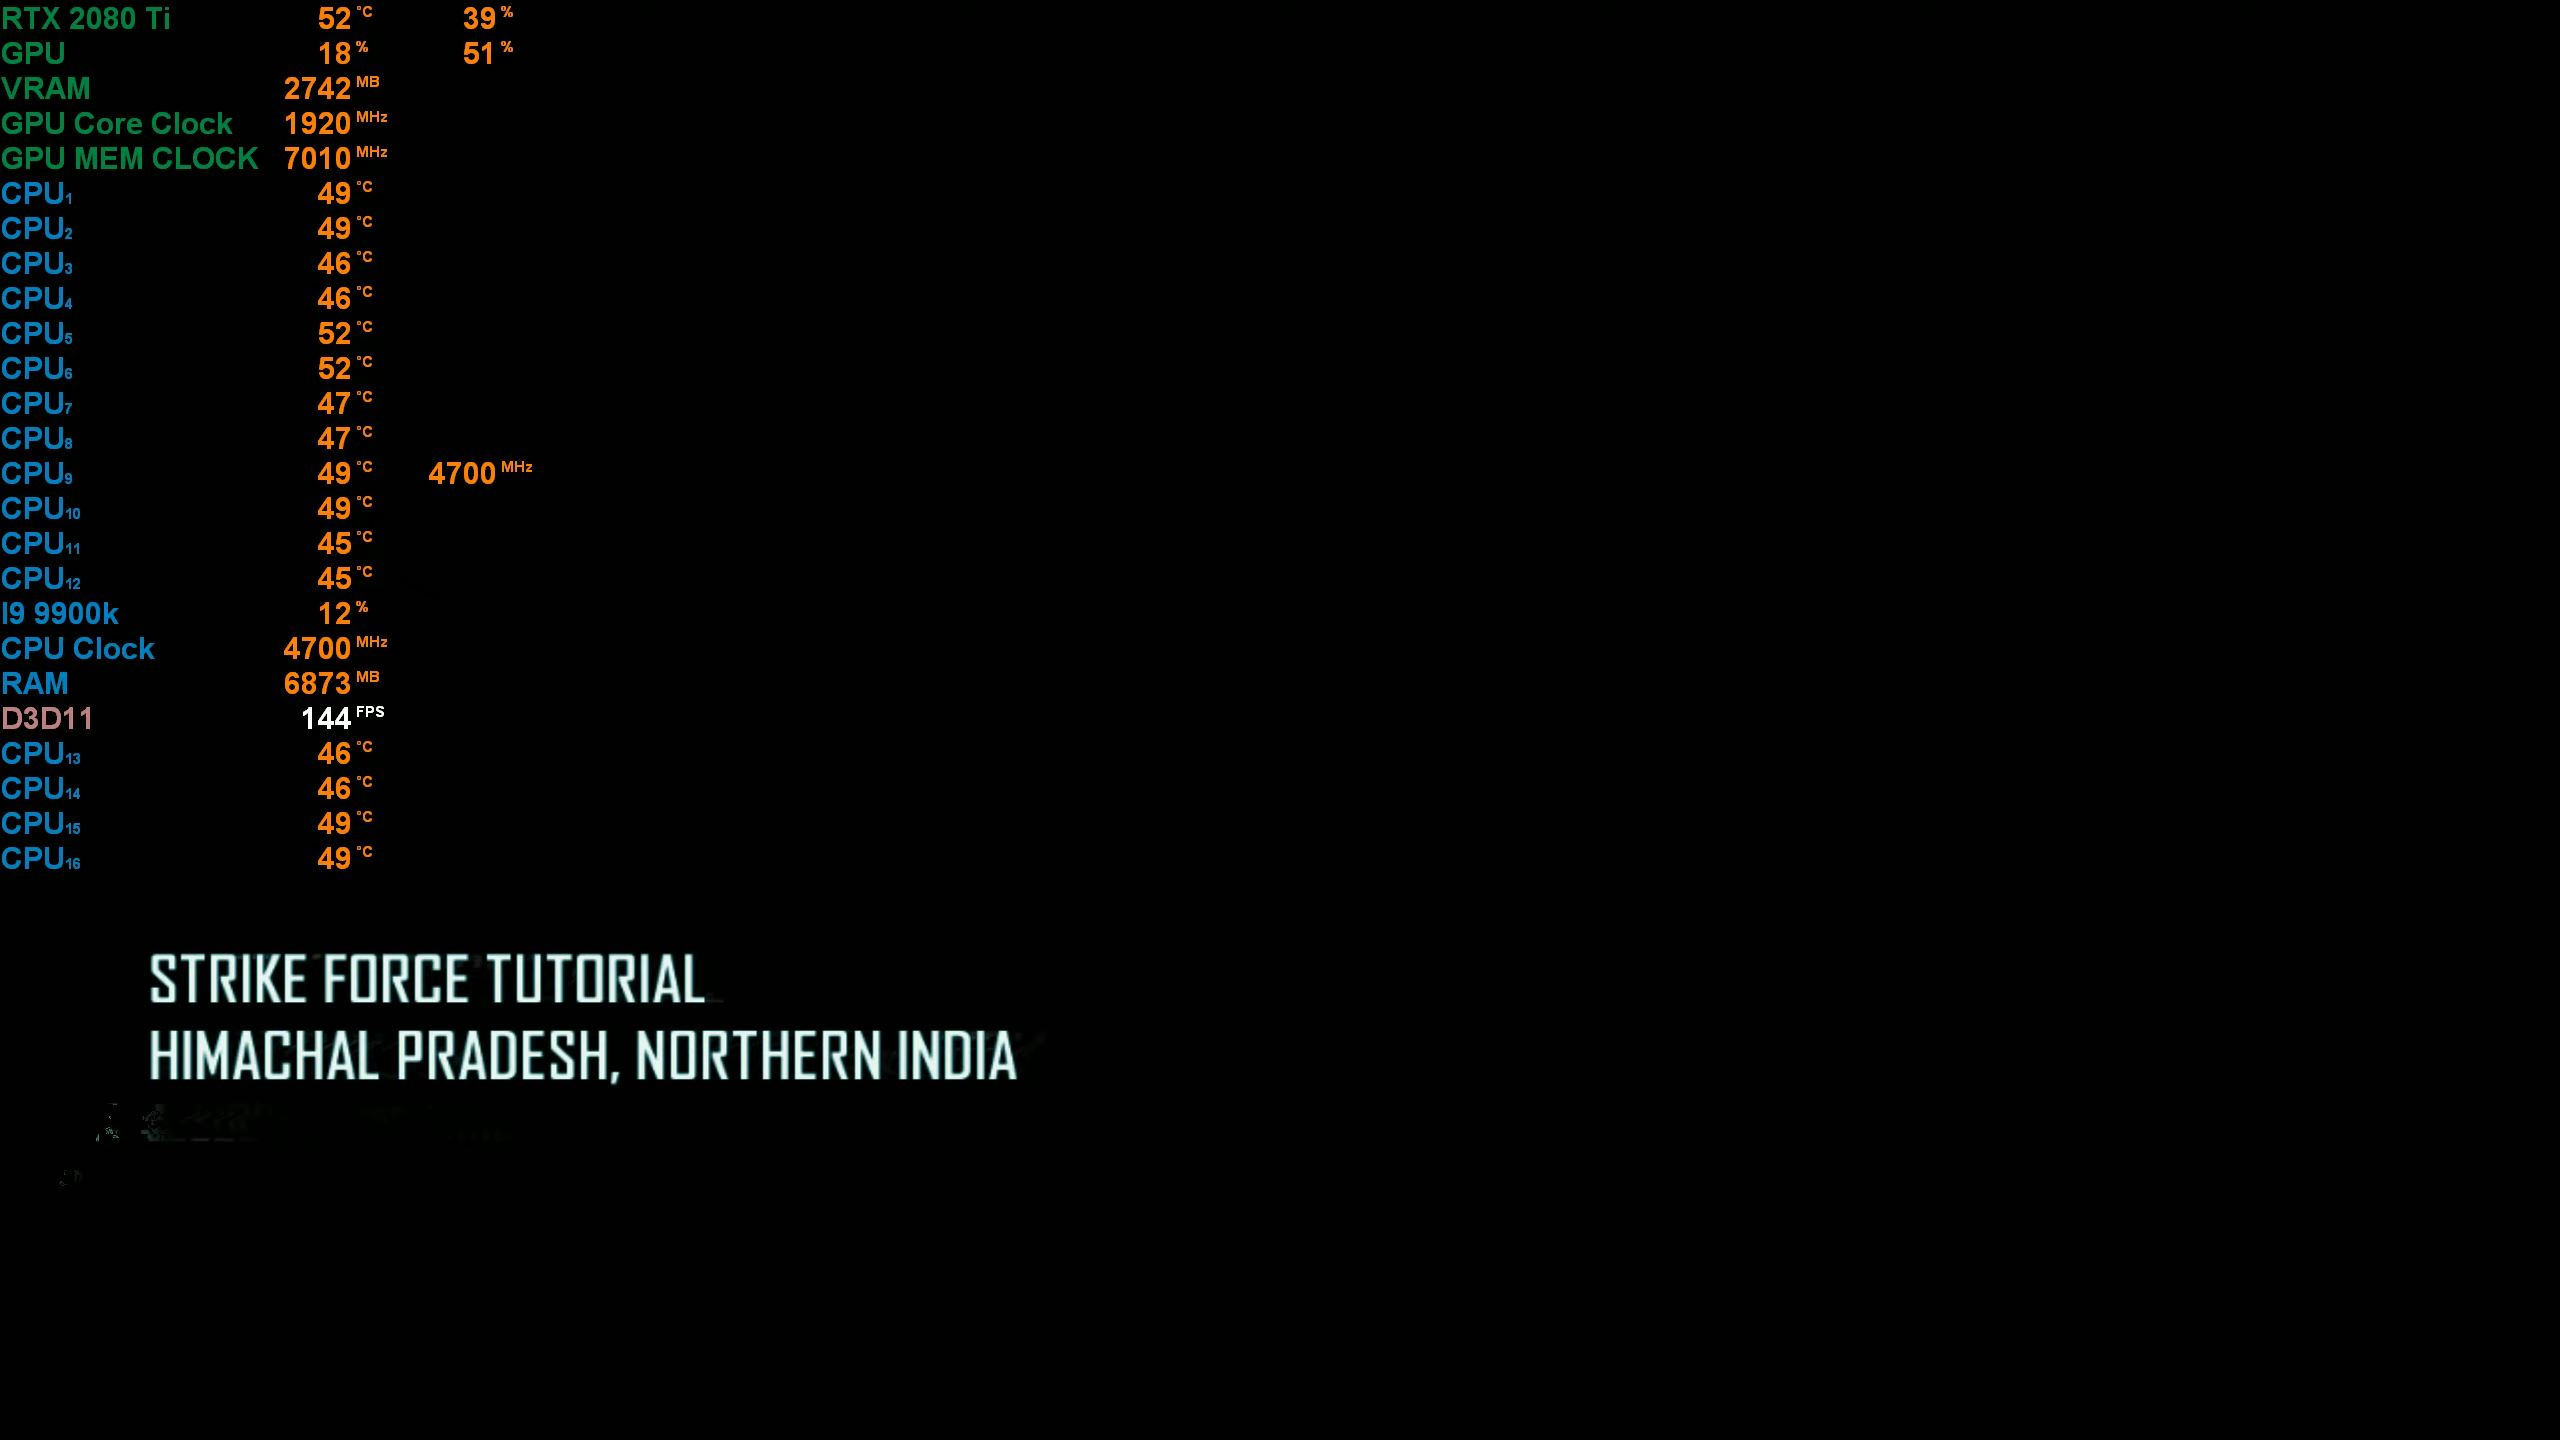 RTX 2080 Ti 52 °C 39 %
GPU 18 % 51 %
VRAM 2742 MB
GPU Core Clock 1920 MHz
GPU MEM CLOCK 7010 MHz
CPU1 49 °C
CPU2 49 °C
CPU3 46 °C
CPU4 46 °C
CPU5 52 °C
CPU6 52 °C
CPU7 47 °C
CPU8 47 °C
CPU9 49 °C 4700 MHz
CPU10 49 °C
CPU11 45 °C
CPU12 45 °C
I9 9900k 12 %
CPU Clock 4700 MHz
RAM 6873 MB
D3D11 144 FPS
CPU13 46 °C
CPU14 46 °C
CPU15 49 °C
CPU16 49 °C
STRIKE FORCE TUTORIAL
HIMACHAL PRADESH, NORTHERN INDIA